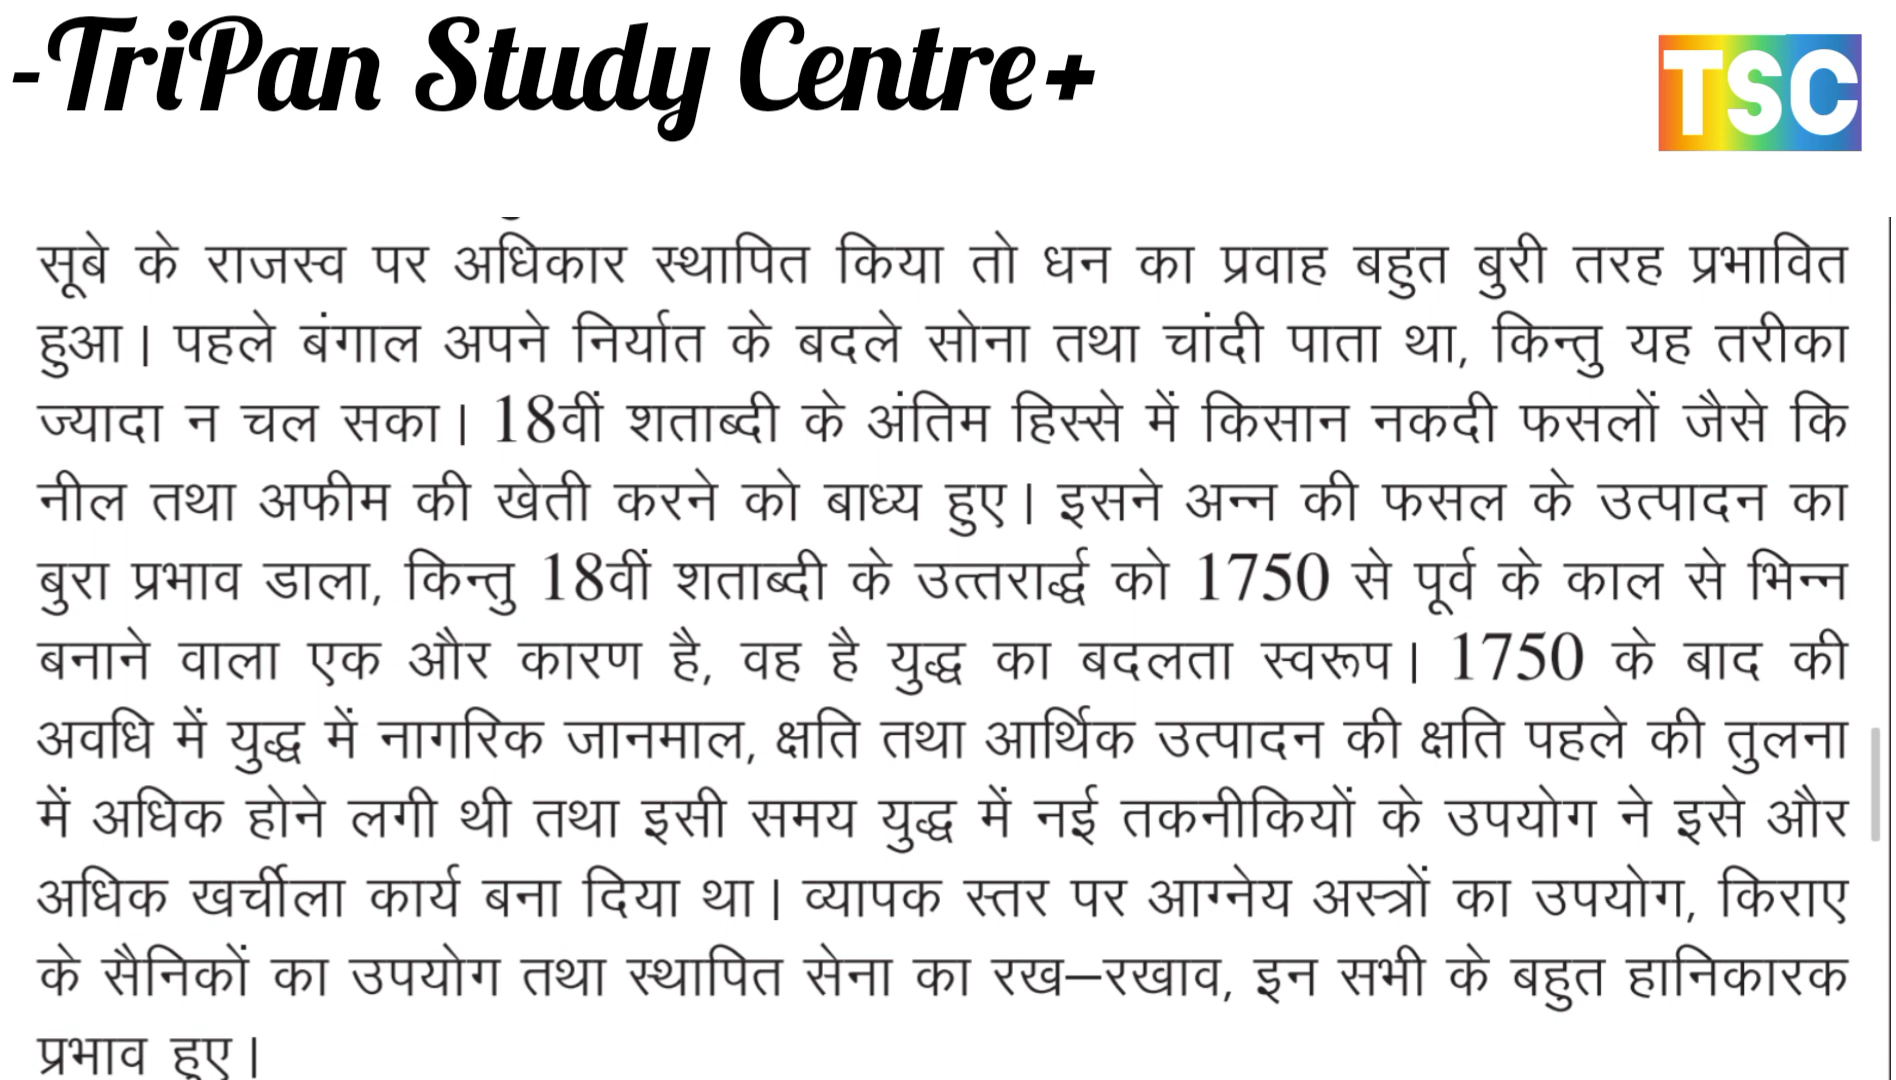 -TriPan Study Centre+
TSC
सूबे के राजस्व पर अधिकार स्थापित किया तो धन का प्रवाह बहुत बुरी तरह प्रभावित
हुआ। पहले बंगाल अपने निर्यात के बदले सोना तथा चांदी पाता था, किन्तु यह तरीका
ज्यादा न चल सका। 18वीं शताब्दी के अंतिम हिस्से में किसान नकदी फसलों जैसे कि
नील तथा अफीम की खेती करने को बाध्य हुए। इसने अन्न की फसल के उत्पादन का
बुरा प्रभाव डाला, किन्तु 18वीं शताब्दी के उत्तरार्द्ध को 1750 से पूर्व के काल से भिन्न
बनाने वाला एक और कारण है, वह है युद्ध का बदलता स्वरूप। 1750 के बाद की
अवधि में युद्ध में नागरिक जानमाल, क्षति तथा आर्थिक उत्पादन की क्षति पहले की तुलना
में अधिक होने लगी थी तथा इसी समय युद्ध में नई तकनीकियों के उपयोग ने इसे और
अधिक खर्चीला कार्य बना दिया था। व्यापक स्तर पर आग्नेय अस्त्रों का उपयोग, किराए
के सैनिकों का उपयोग तथा स्थापित सेना का रख–रखाव, इन सभी के बहुत हानिकारक
प्रभाव हुए।